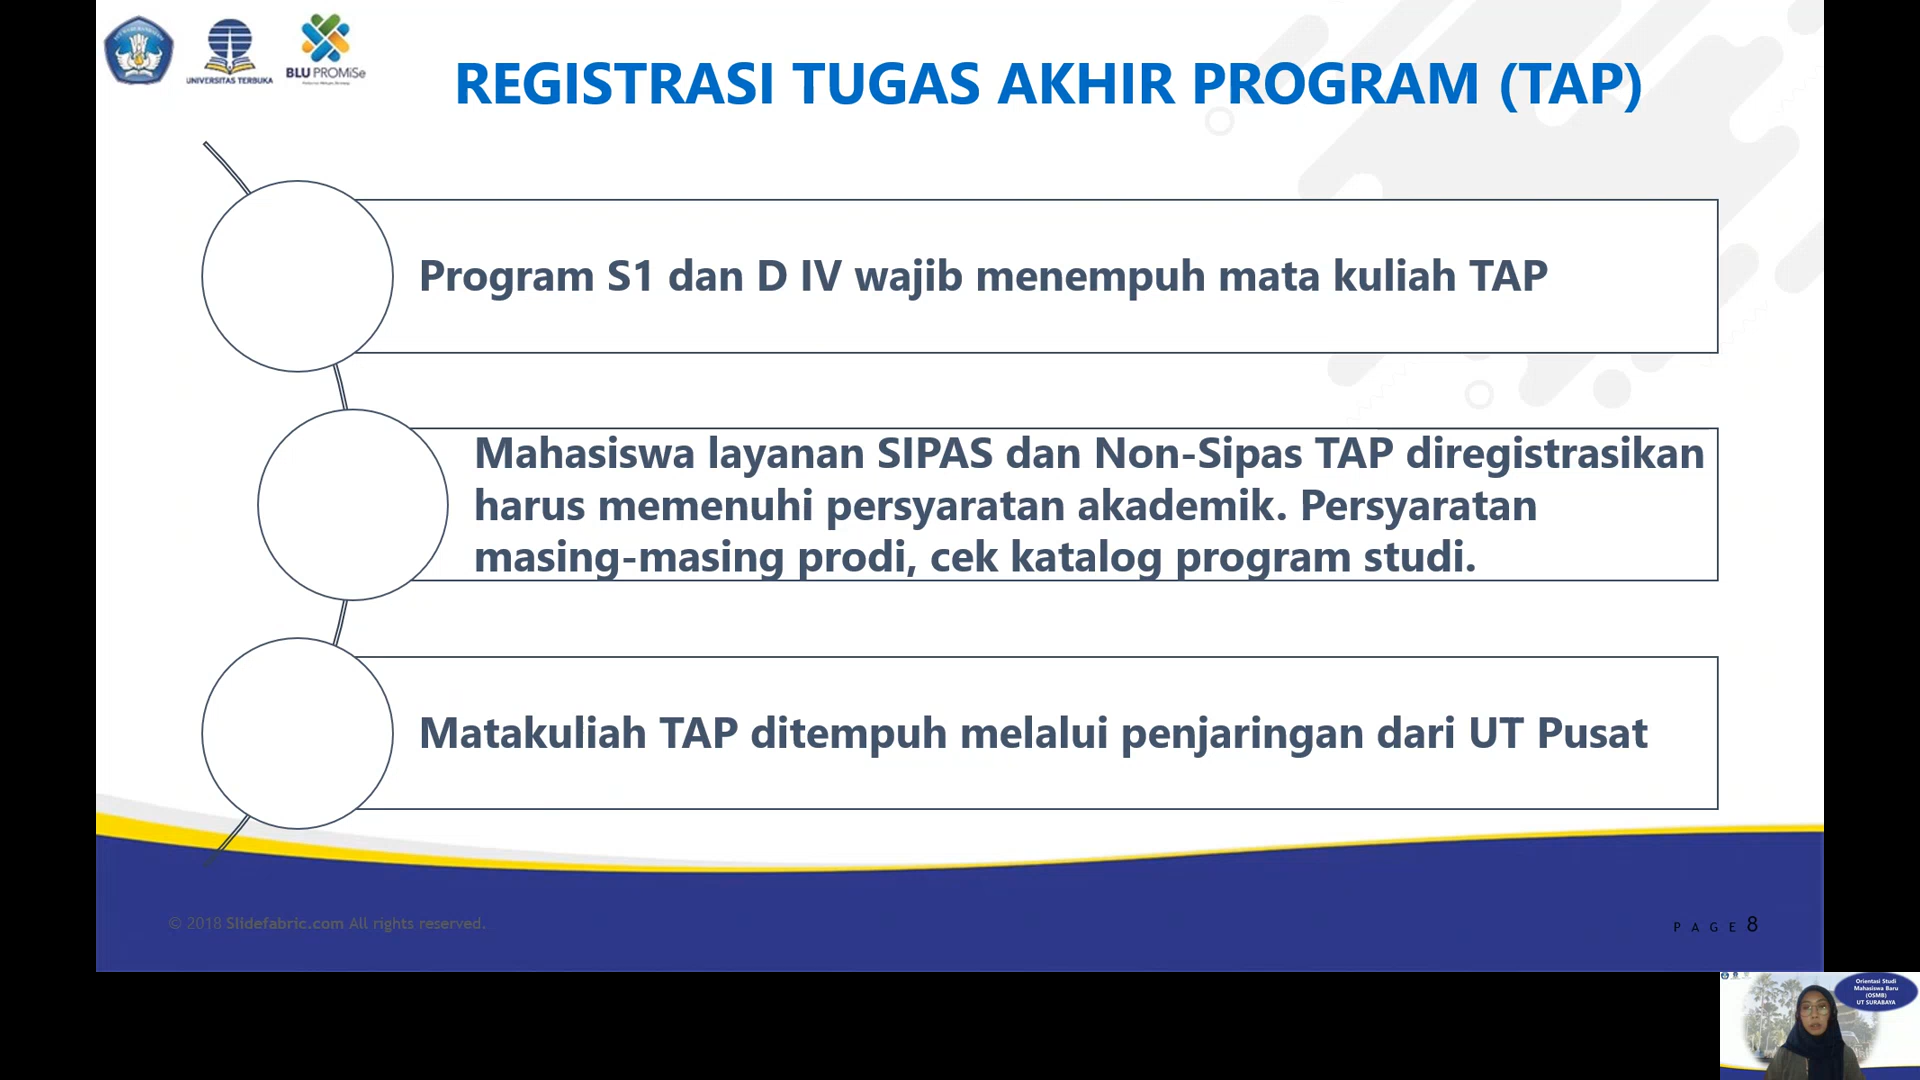 UNIVERSITAS TERBUKA
BLU PROMiSe
REGISTRASI TUGAS AKHIR PROGRAM (TAP)
Program S1 dan D IV wajib menempuh mata kuliah TAP
Mahasiswa layanan SIPAS dan Non-Sipas TAP diregistrasikan
harus memenuhi persyaratan akademik. Persyaratan
masing-masing prodi, cek katalog program studi.
Matakuliah TAP ditempuh melalui penjaringan dari UT Pusat
© 2018 Slidefabric.com All rights reserved.
PAGE 8
Orientasi Studi
Mahasiswa Baru
(OSMB)
UT SURABAYA